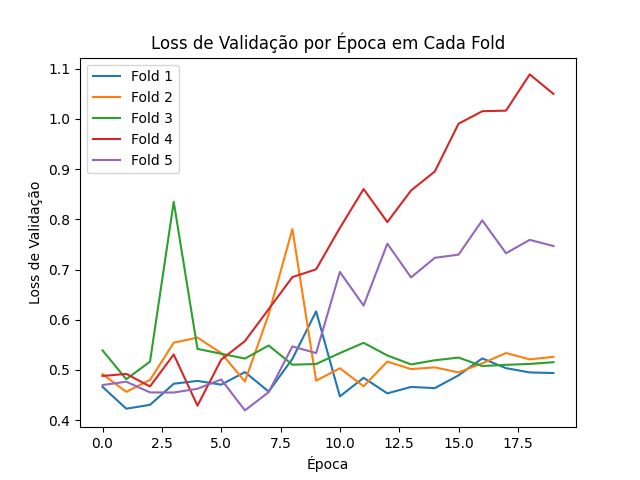 Loss de Validação por Época em Cada Fold
Fold 1
Fold 2
Fold 3
Fold 4
Fold 5
Loss de Validação
1.1
1.0
0.9
0.8
0.7
0.6
0.5
0.4
0.0 2.5 5.0 7.5 10.0 12.5 15.0 17.5
Época